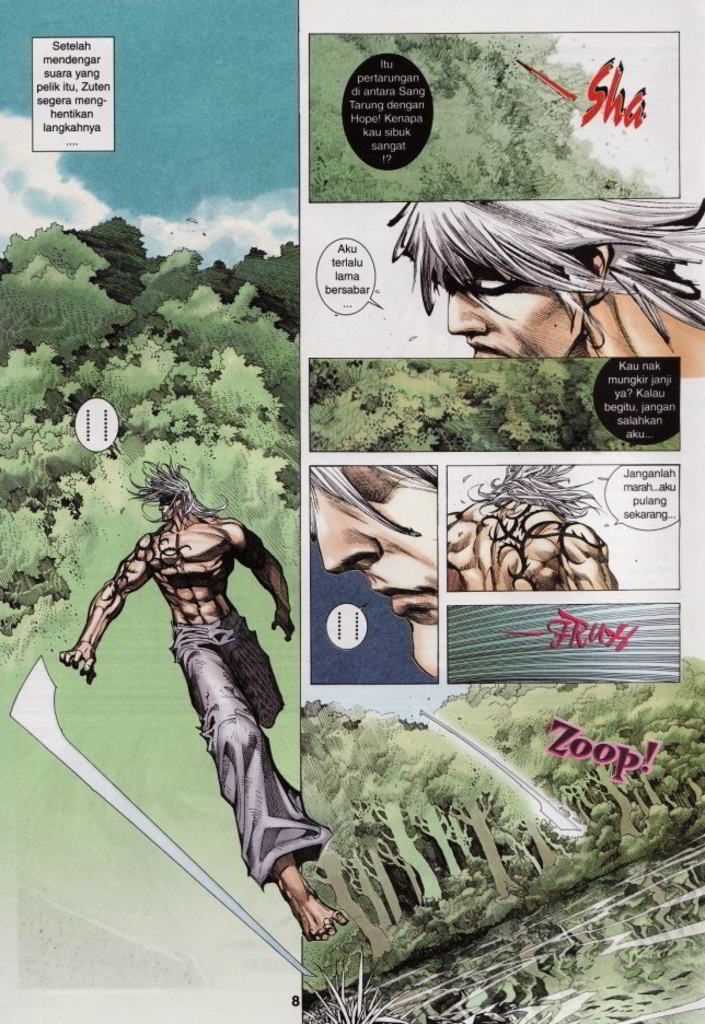 Setelah
mendengar
suara yang
pelik itu, Zuten
segera meng-
hentikan
langkahnya
....
Itu
pertarungan
di antara Sang
Tarung dengan
Hope! Kenapa
kau sibuk
sangat
!?
Sha
Aku
terlalu
lama
bersabar
...
Kau nak
mungkir janji
ya? Kalau
begitu, jangan
salahkan
aku...
Janganlah
marah...aku
pulang
sekarang...
Zoop!
8